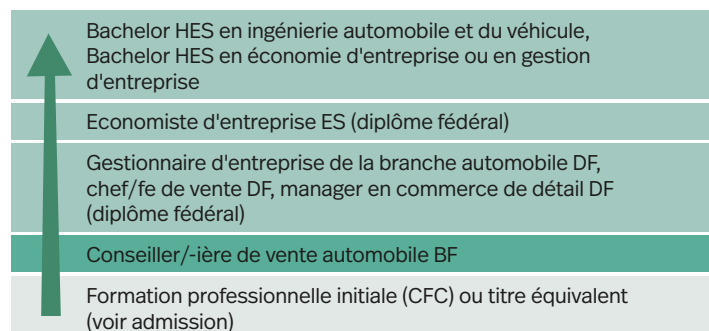 Bachelor HES en ingénierie automobile et du véhicule,
Bachelor HES en économie d'entreprise ou en gestion
d'entreprise
Economiste d'entreprise ES (diplôme fédéral)
Gestionnaire d'entreprise de la branche automobile DF,
chef/fe de vente DF, manager en commerce de détail DF
(diplôme fédéral)
Conseiller/-ière de vente automobile BF
Formation professionnelle initiale (CFC) ou titre équivalent
(voir admission)